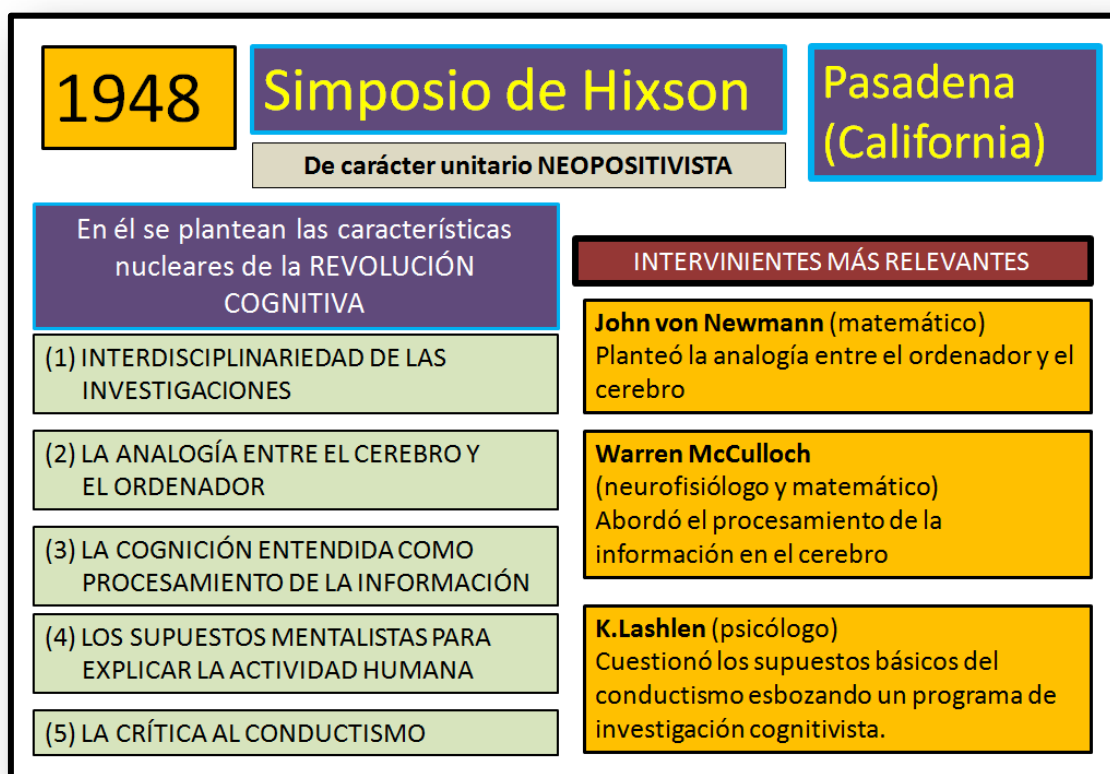 1948
Simposio de Hixson
Pasadena
(California)
De carácter unitario NEOPOSITIVISTA
En él se plantean las características
nucleares de la REVOLUCIÓN
COGNITIVA
(1) INTERDISCIPLINARIEDAD DE LAS
INVESTIGACIONES
(2) LA ANALOGÍA ENTRE EL CEREBRO Y
EL ORDENADOR
(3) LA COGNICIÓN ENTENDIDA COMO
PROCESAMIENTO DE LA INFORMACIÓN
(4) LOS SUPUESTOS MENTALISTAS PARA
EXPLICAR LA ACTIVIDAD HUMANA
(5) LA CRÍTICA AL CONDUCTISMO
INTERVINIENTES MÁS RELEVANTES
John von Newmann (matemático)
Planteó la analogía entre el ordenador y el
cerebro
Warren McCulloch
(neurofisiólogo y matemático)
Abordó el procesamiento de la
información en el cerebro
K.Lashlen (psicólogo)
Cuestionó los supuestos básicos del
conductismo esbozando un programa de
investigación cognitivista.